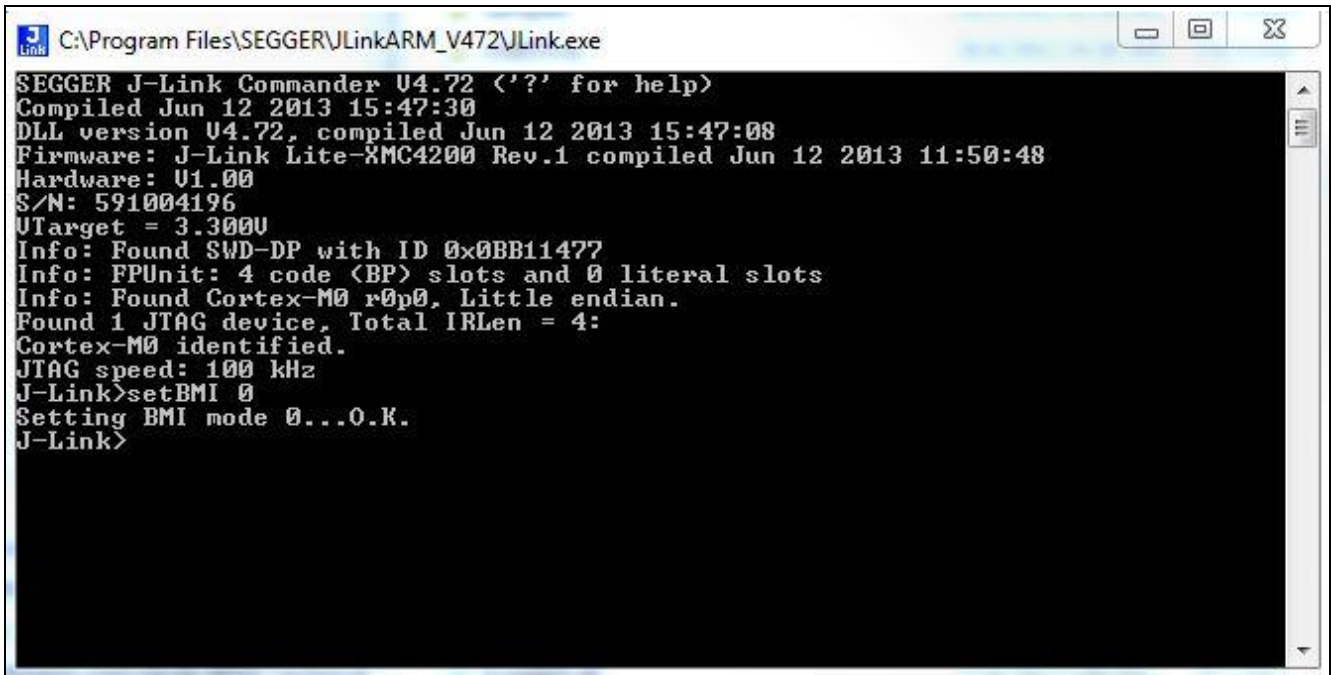 J Link C:\Program Files\SEGGER\JLinkARM_V472\JLink.exe
SEGGER J-Link Commander V4.72 ('?' for help)
Compiled Jun 12 2013 15:47:30
DLL version V4.72, compiled Jun 12 2013 15:47:08
Firmware: J-Link Lite-XMC4200 Rev.1 compiled Jun 12 2013 11:50:48
Hardware: V1.00
S/N: 591004196
VTarget = 3.300V
Info: Found SWD-DP with ID 0x0BB11477
Info: FPUnit: 4 code (BP) slots and 0 literal slots
Info: Found Cortex-M0 r0p0, Little endian.
Found 1 JTAG device, Total IRLen = 4:
Cortex-M0 identified.
JTAG speed: 100 kHz
J-Link>setBMI 0
Setting BMI mode 0...O.K.
J-Link>